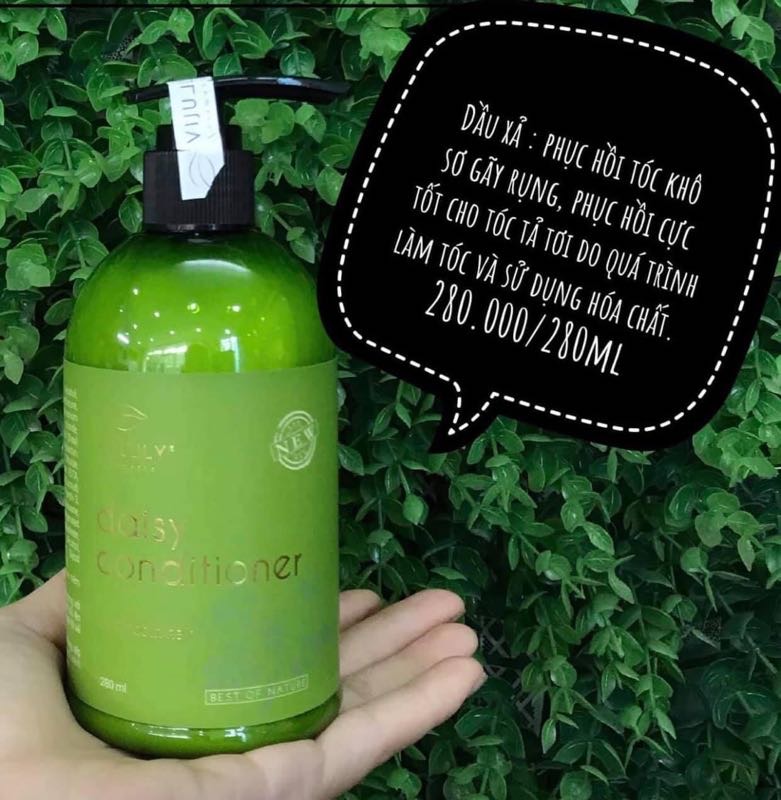 DẦU XẢ : PHỤC HỒI TÓC KHÔ
SƠ GÃY RỤNG, PHỤC HỒI CỰC
TỐT CHO TÓC TẢ TƠI DO QUÁ TRÌNH
LÀM TÓC VÀ SỬ DỤNG HÓA CHẤT.
280.000/280ML
NEW
daisy
conditioner
280 ml
BEST OF NATURE